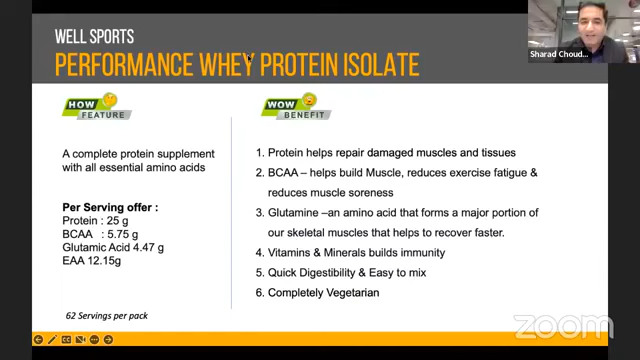 WELL SPORTS
PERFORMANCE WHEY PROTEIN ISOLATE
Sharad Choud...
HOW
FEATURE
WOW
BENEFIT
A complete protein supplement
with all essential amino acids
Per Serving offer :
Protein : 25 g
BCAA : 5.75 g
Glutamic Acid 4.47 g
EAA 12.15g
62 Servings per pack
1. Protein helps repair damaged muscles and tissues
2. BCAA – helps build Muscle, reduces exercise fatigue &
reduces muscle soreness
3. Glutamine –an amino acid that forms a major portion of
our skeletal muscles that helps to recover faster.
4. Vitamins & Minerals builds immunity
5. Quick Digestibility & Easy to mix
6. Completely Vegetarian
zoom